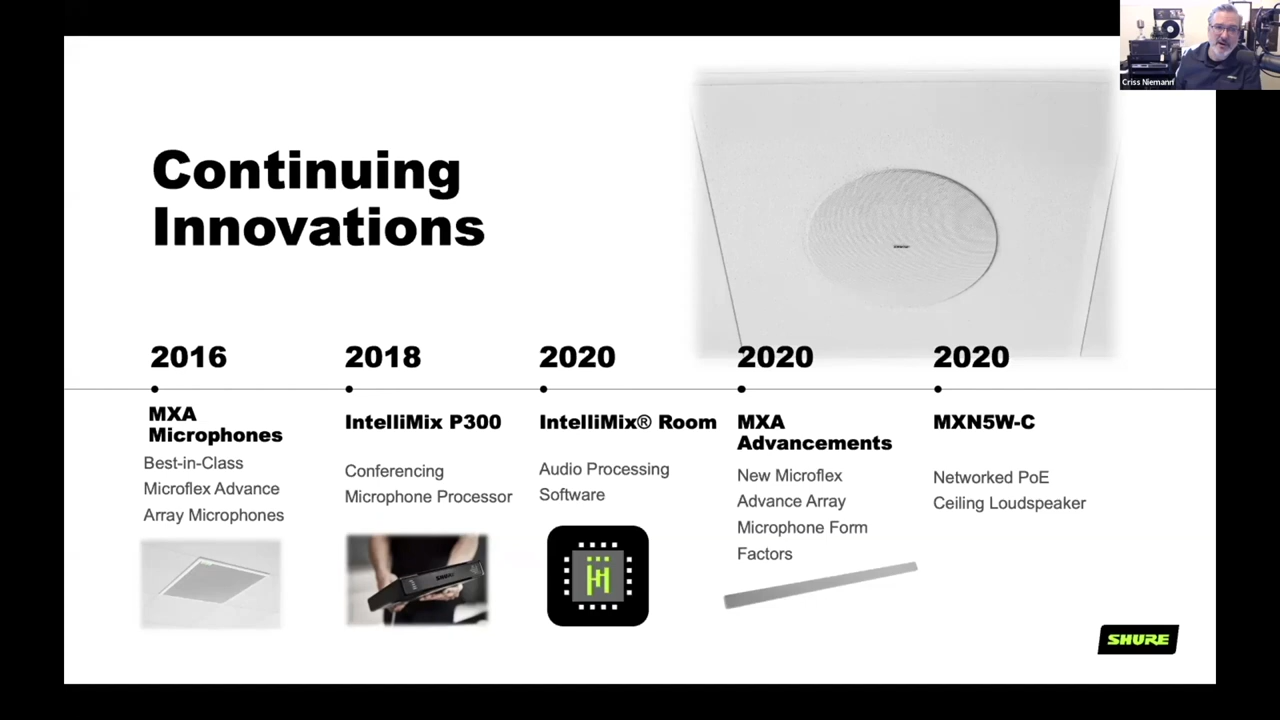 Criss Niemann
Continuing
Innovations
2016
MXA
Microphones
Best-in-Class
Microflex Advance
Array Microphones
2018
IntelliMix P300
Conferencing
Microphone Processor
SHURE
2020
IntelliMix® Room
Audio Processing
Software
2020
MXA
Advancements
New Microflex
Advance Array
Microphone Form
Factors
2020
MXN5W-C
Networked PoE
Ceiling Loudspeaker
SHURE
SHURE